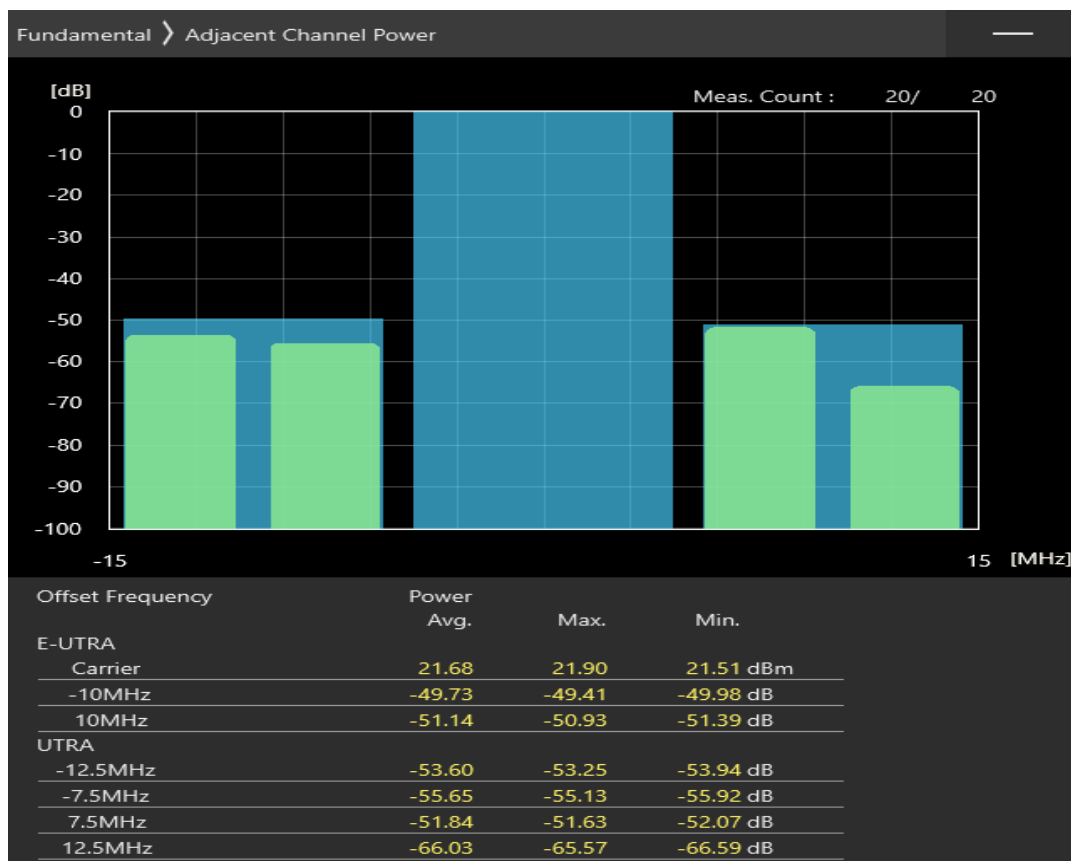 Fundamental 》 Adjacent Channel Power
[dB]
Meas. Count : 20/ 20
0
-10
-20
-30
-40
-50
-60
-70
-80
-90
-100
-15 15 [MHz]
Offset Frequency Power
Avg. Max. Min.
E-UTRA
Carrier 21.68 21.90 21.51 dBm
-10MHz -49.73 -49.41 -49.98 dB
10MHz -51.14 -50.93 -51.39 dB
UTRA
-12.5MHz -53.60 -53.25 -53.94 dB
-7.5MHz -55.65 -55.13 -55.92 dB
7.5MHz -51.84 -51.63 -52.07 dB
12.5MHz -66.03 -65.57 -66.59 dB